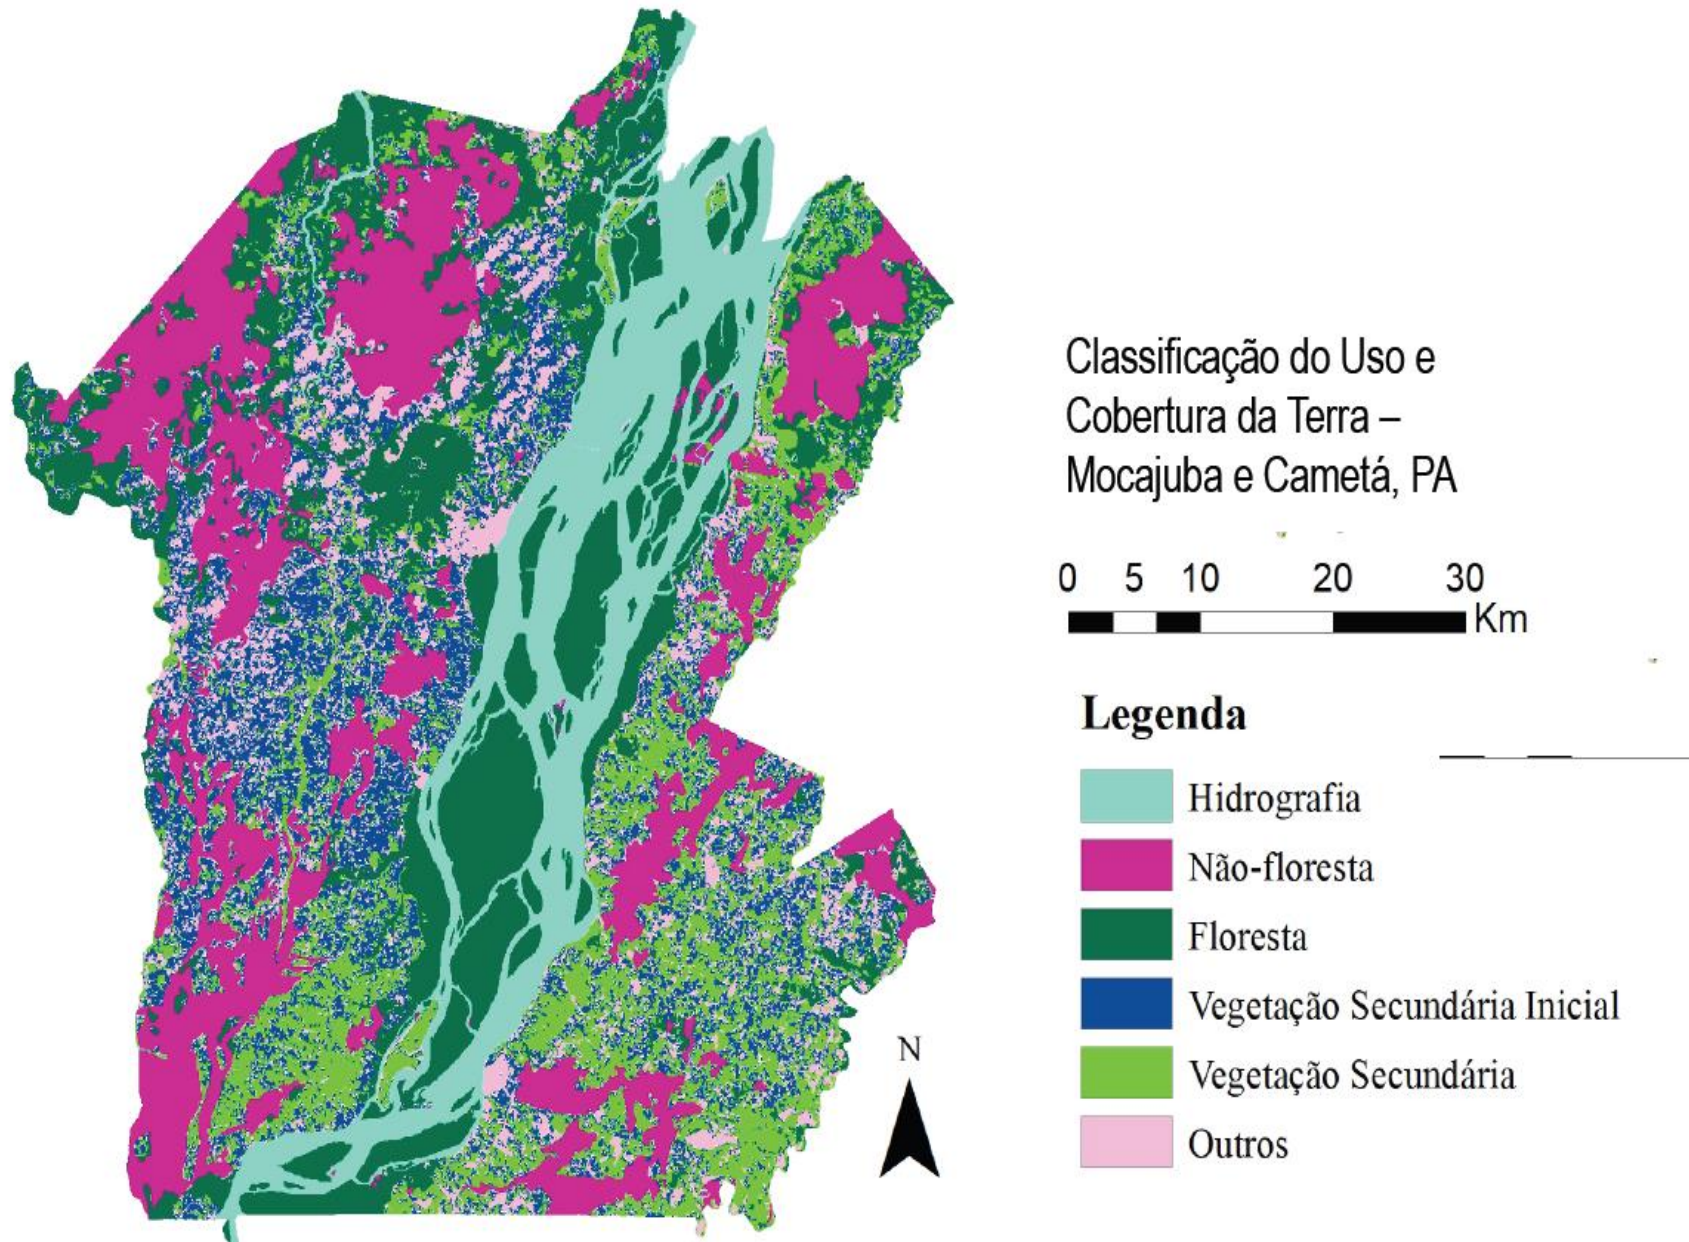 Classificação do Uso e
Cobertura da Terra –
Mocajuba e Cametá, PA
0 5 10 20 30
Km
Legenda
Hidrografia
Não-floresta
Floresta
Vegetação Secundária Inicial
N
Vegetação Secundária
Outros